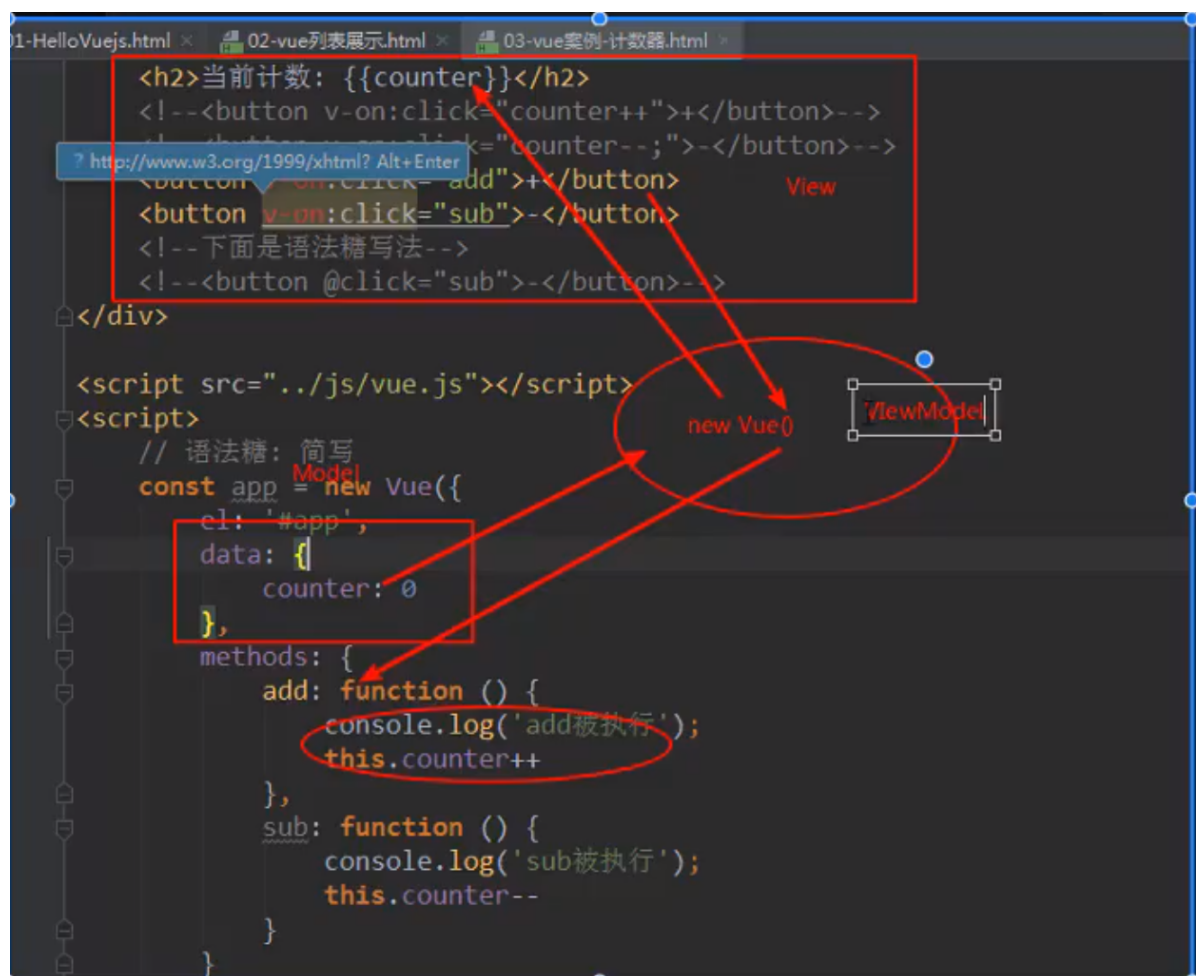 01-HelloVuejs.html × 02-vue列表展示.html × 03-vue案例-计数器.html ×
<h2>当前计数: {{counter}}</h2>
<!--<button v-on:click="counter++">+</button>-->
"counter--;">-</button>-->
? http://www.w3.org/1999/xhtml? Alt+Enter
<button -on:click="add">+</button>
View
<button v-on:click="sub">-</button>
<!--下面是语法糖写法-->
<!--<button @click="sub">-</button>-->
</div>
<script src="../js/vue.js"></script>
<script>
new Vue()
VIewModel
// 语法糖: 简写
Model
const app = new Vue({
el: '#app',
data: {
counter: 0
},
methods: {
add: function () {
console.log('add被执行');
this.counter++
},
sub: function () {
console.log('sub被执行');
this.counter--
}
}